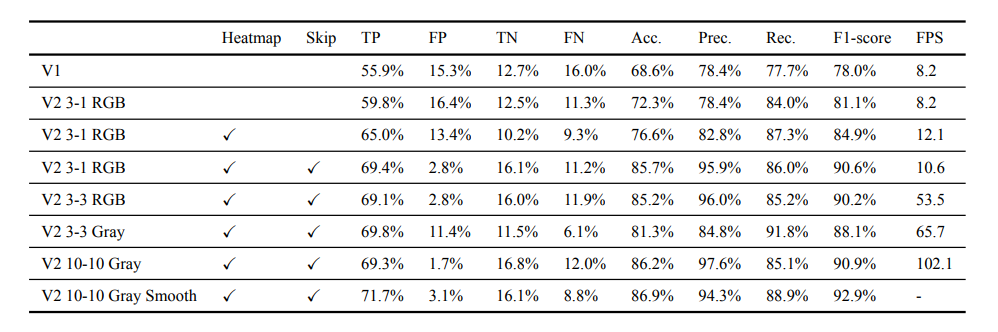 Heatmap Skip TP FP TN FN Acc. Prec. Rec. F1-score FPS
V1 55.9% 15.3% 12.7% 16.0% 68.6% 78.4% 77.7% 78.0% 8.2
V2 3-1 RGB 59.8% 16.4% 12.5% 11.3% 72.3% 78.4% 84.0% 81.1% 8.2
V2 3-1 RGB ✓ 65.0% 13.4% 10.2% 9.3% 76.6% 82.8% 87.3% 84.9% 12.1
V2 3-1 RGB ✓ ✓ 69.4% 2.8% 16.1% 11.2% 85.7% 95.9% 86.0% 90.6% 10.6
V2 3-3 RGB ✓ ✓ 69.1% 2.8% 16.0% 11.9% 85.2% 96.0% 85.2% 90.2% 53.5
V2 3-3 Gray ✓ ✓ 69.8% 11.4% 11.5% 6.1% 81.3% 84.8% 91.8% 88.1% 65.7
V2 10-10 Gray ✓ ✓ 69.3% 1.7% 16.8% 12.0% 86.2% 97.6% 85.1% 90.9% 102.1
V2 10-10 Gray Smooth ✓ ✓ 71.7% 3.1% 16.1% 8.8% 86.9% 94.3% 88.9% 92.9% -